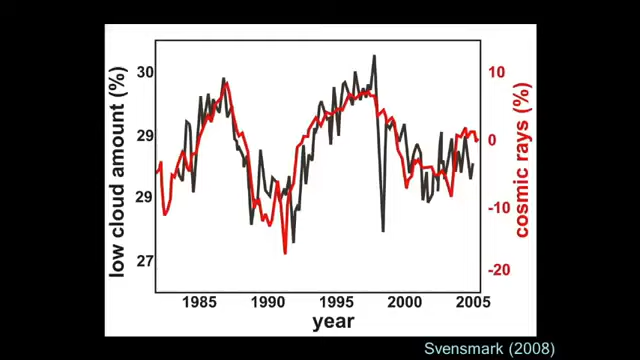 low cloud amount (%)
30
29
29
27
10
0
-10
-20
cosmic rays (%)
1985 1990 1995 2000 2005
year
Svensmark (2008)